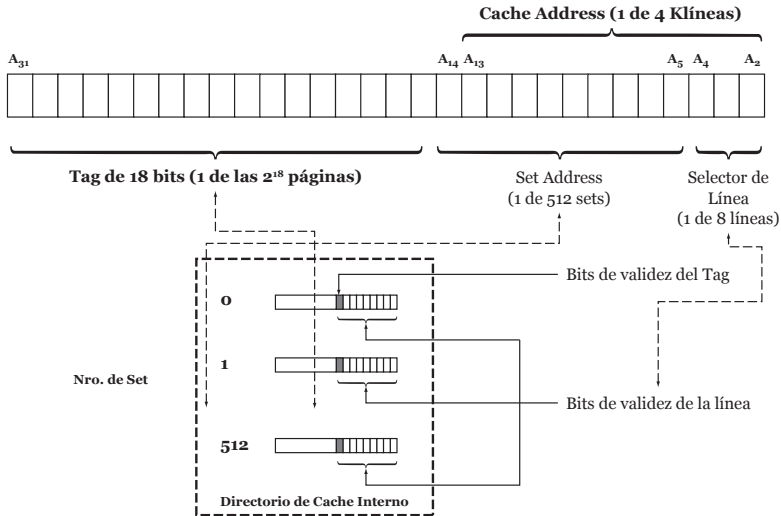 Cache Address (1 de 4 Klíneas)
A₃₁ A₁₄ A₁₃ A₅ A₄ A₂
Tag de 18 bits (1 de las 2¹⁸ páginas)
Set Address
(1 de 512 sets)
Selector de
Línea
(1 de 8 líneas)
Bits de validez del Tag
0
1
Nro. de Set
Bits de validez de la línea
512
Directorio de Cache Interno